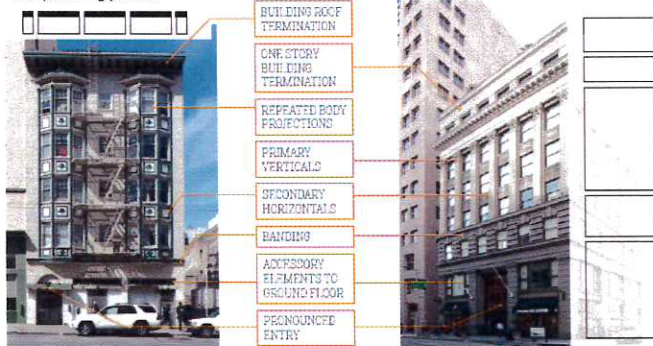 BUILDING ROOF
TERMINATION
ONE STORY
BUILDING
TERMINATION
REPEATED BODY
PROJECTIONS
PRIMARY
VERTICALS
SECONDARY
HORIZONTALS
BANDING
ACCESSORY
ELEMENTS TO
GROUND FLOOR
PRONOUNCED
ENTRY